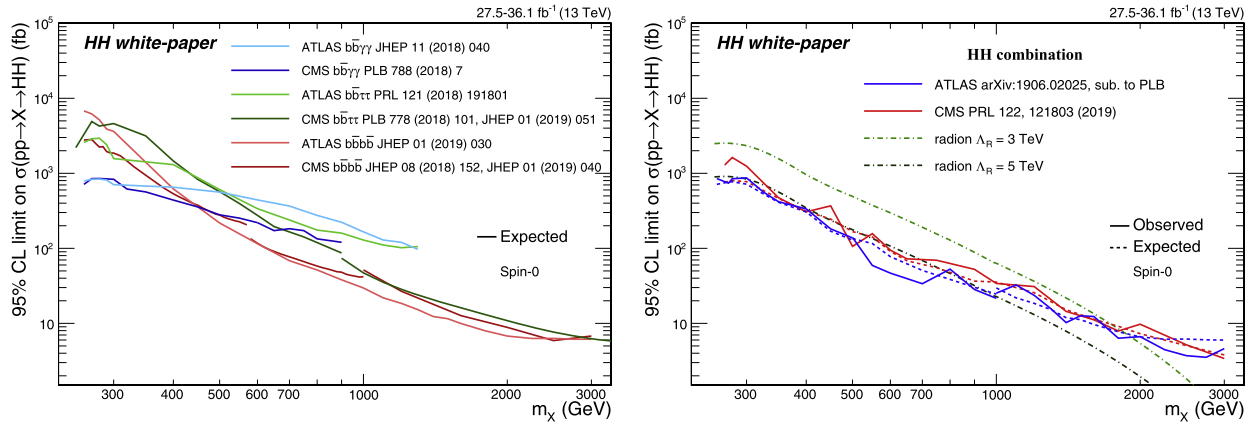 27.5-36.1 fb⁻¹ (13 TeV)
HH white-paper
ATLAS bb̅γγ JHEP 11 (2018) 040
CMS bb̅γγ PLB 788 (2018) 7
ATLAS bb̅ττ PRL 121 (2018) 191801
CMS bb̅ττ PLB 778 (2018) 101, JHEP 01 (2019) 051
ATLAS bb̅bb̅ JHEP 01 (2019) 030
CMS bb̅bb̅ JHEP 08 (2018) 152, JHEP 01 (2019) 040
Expected
Spin-0
95% CL limit on σ(pp→X→HH) (fb)
10⁵
10⁴
10³
10²
10
300 400 500 600 700 1000 2000 3000
m_X (GeV)
27.5-36.1 fb⁻¹ (13 TeV)
HH white-paper
HH combination
ATLAS arXiv:1906.02025, sub. to PLB
CMS PRL 122, 121803 (2019)
radion Λ_R = 3 TeV
radion Λ_R = 5 TeV
Observed
Expected
Spin-0
95% CL limit on σ(pp→X→HH) (fb)
10⁵
10⁴
10³
10²
10
300 400 500 600 700 1000 2000 3000
m_X (GeV)